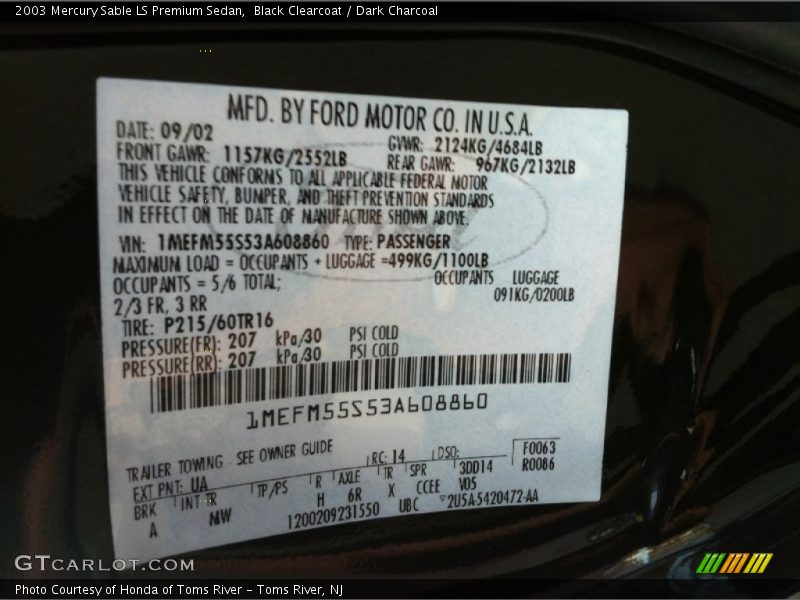 2003 Mercury Sable LS Premium Sedan,  Black Clearcoat / Dark Charcoal
MFD. BY FORD MOTOR CO. IN U.S.A.
DATE: 09/02 GVWR: 2124KG/4684LB
FRONT GAWR: 1157KG/2552LB REAR GAWR: 967KG/2132LB
THIS VEHICLE CONFORMS TO ALL APPLICABLE FEDERAL MOTOR
VEHICLE SAFETY, BUMPER, AND THEFT PREVENTION STANDARDS
IN EFFECT ON THE DATE OF MANUFACTURE SHOWN ABOVE.
VIN: 1MEFM55S53A608860 TYPE: PASSENGER
MAXIMUM LOAD = OCCUPANTS + LUGGAGE =499KG/1100LB
OCCUPANTS = 5/6 TOTAL; OCCUPANTS LUGGAGE
2/3 FR, 3 RR 091KG/0200LB
TIRE: P215/60TR16
PRESSURE(FR): 207 kPa/30 PSI COLD
PRESSURE(RR): 207 kPa/30 PSI COLD
1MEFM55S53A608860
TRAILER TOWING - SEE OWNER GUIDE
EXT PNT: UA RC: 14 DSO: F0063
BRK INT TR TP/PS R AXLE TR SPR 3DD14 R0086
A MW H 6R X CCEE V05
1200209231550 UBC 2U5A-5420472-AA
GTCARLOT.COM
Photo Courtesy of Honda of Toms River – Toms River, NJ